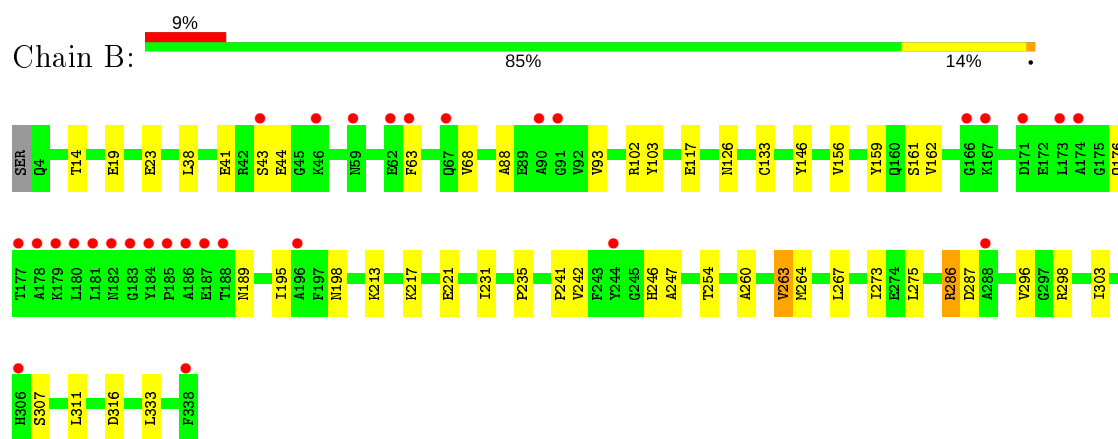 9%
Chain B:
85% 14% •
SER Q4 T14 E19 E23 L38 E41 R42 S43 E44 G45 K46 N59 E62 F63 Q67 V68 A88 E89 A90 G91 V92 V93 R102 Y103 E117 N126 C133 Y146 V156 Y159 Q160 S161 V162 G166 K167 D171 E172 L173 A174 G175 Q176
T177 A178 K179 L180 L181 N182 G183 Y184 P185 A186 E187 T188 N189 I195 A196 F197 N198 K213 K217 E221 I231 P235 P241 V242 F243 Y244 G245 H246 A247 T254 A260 V263 M264 L267 I273 E274 L275 R286 D287 A288 V296 G297 R298 I303
H306 S307 L311 D316 L333 F338